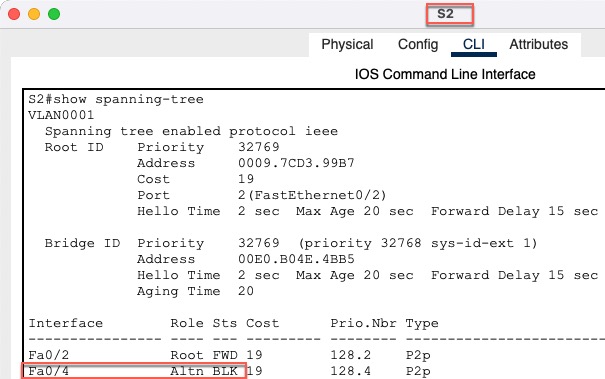 S2
Physical Config CLI Attributes
IOS Command Line Interface
S2#show spanning-tree
VLAN0001
  Spanning tree enabled protocol ieee
  Root ID    Priority    32769
             Address     0009.7CD3.99B7
             Cost        19
             Port        2(FastEthernet0/2)
             Hello Time  2 sec  Max Age 20 sec  Forward Delay 15 sec
  Bridge ID  Priority    32769  (priority 32768 sys-id-ext 1)
             Address     00E0.B04E.4BB5
             Hello Time  2 sec  Max Age 20 sec  Forward Delay 15 sec
             Aging Time  20
Interface        Role Sts Cost      Prio.Nbr Type
---------------- ---- --- --------- -------- --------------------
Fa0/2            Root FWD 19        128.2    P2p
Fa0/4            Altn BLK 19        128.4    P2p